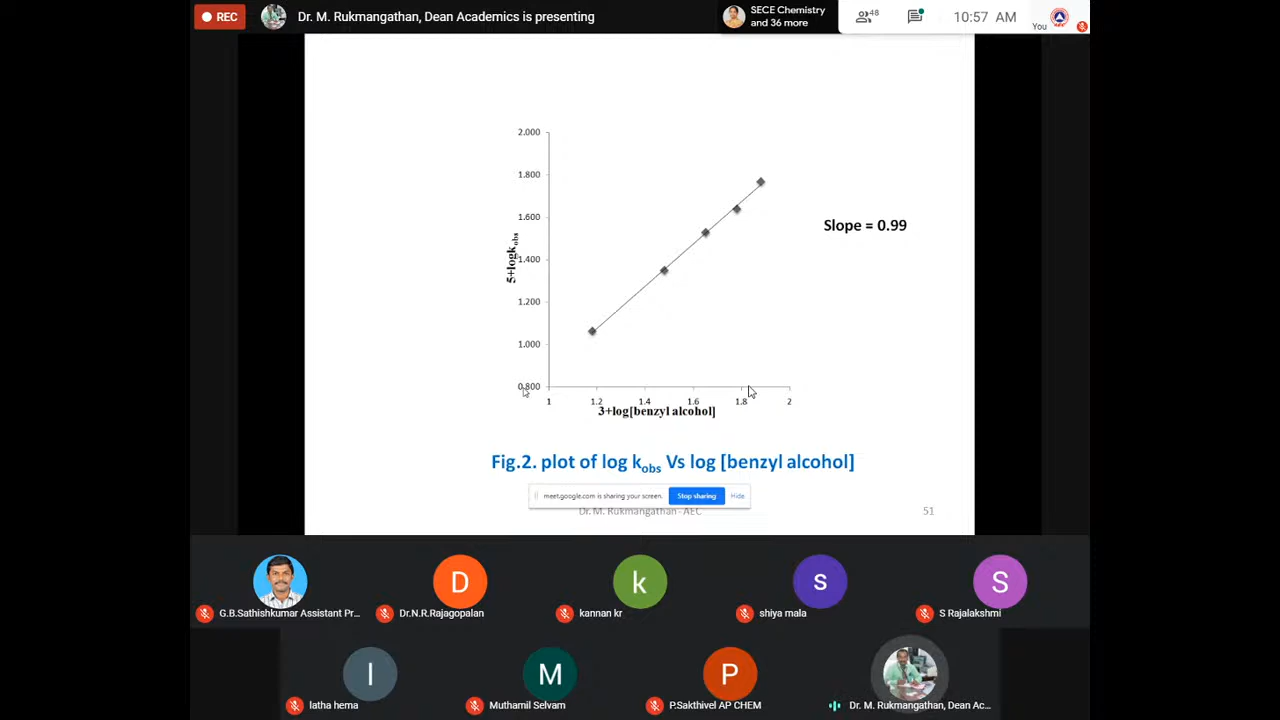 REC
Dr. M. Rukmangathan, Dean Academics is presenting
SECE Chemistry
and 36 more
48
10:57 AM
You
2.000
1.800
1.600
1.400
1.200
1.000
0.800
5+logkobs
Slope = 0.99
1 1.2 1.4 1.6 1.8 2
3+log[benzyl alcohol]
Fig.2. plot of log kobs Vs log [benzyl alcohol]
meet.google.com is sharing your screen. Stop sharing Hide
Dr. M. Rukmangathan - AEC
51
D
k
s
S
G.B.Sathishkumar Assistant Pr...
Dr.N.R.Rajagopalan
kannan kr
shiya mala
S Rajalakshmi
l
M
P
latha hema
Muthamil Selvam
P.Sakthivel AP CHEM
Dr. M. Rukmangathan, Dean Ac...